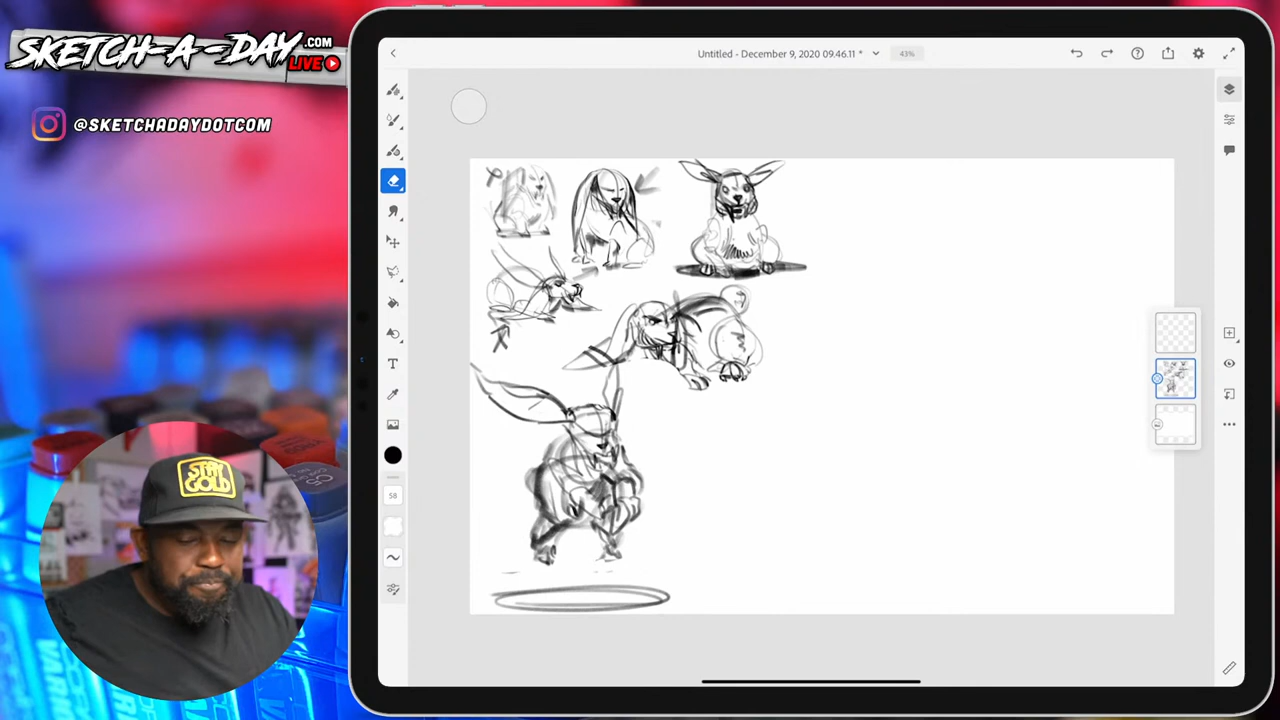 SKETCH-A-DAY.COM
LIVE
@SKETCHADAYDOTCOM
Untitled - December 9, 2020 09.46.11 *
43%
T
58
STAY
GOLD